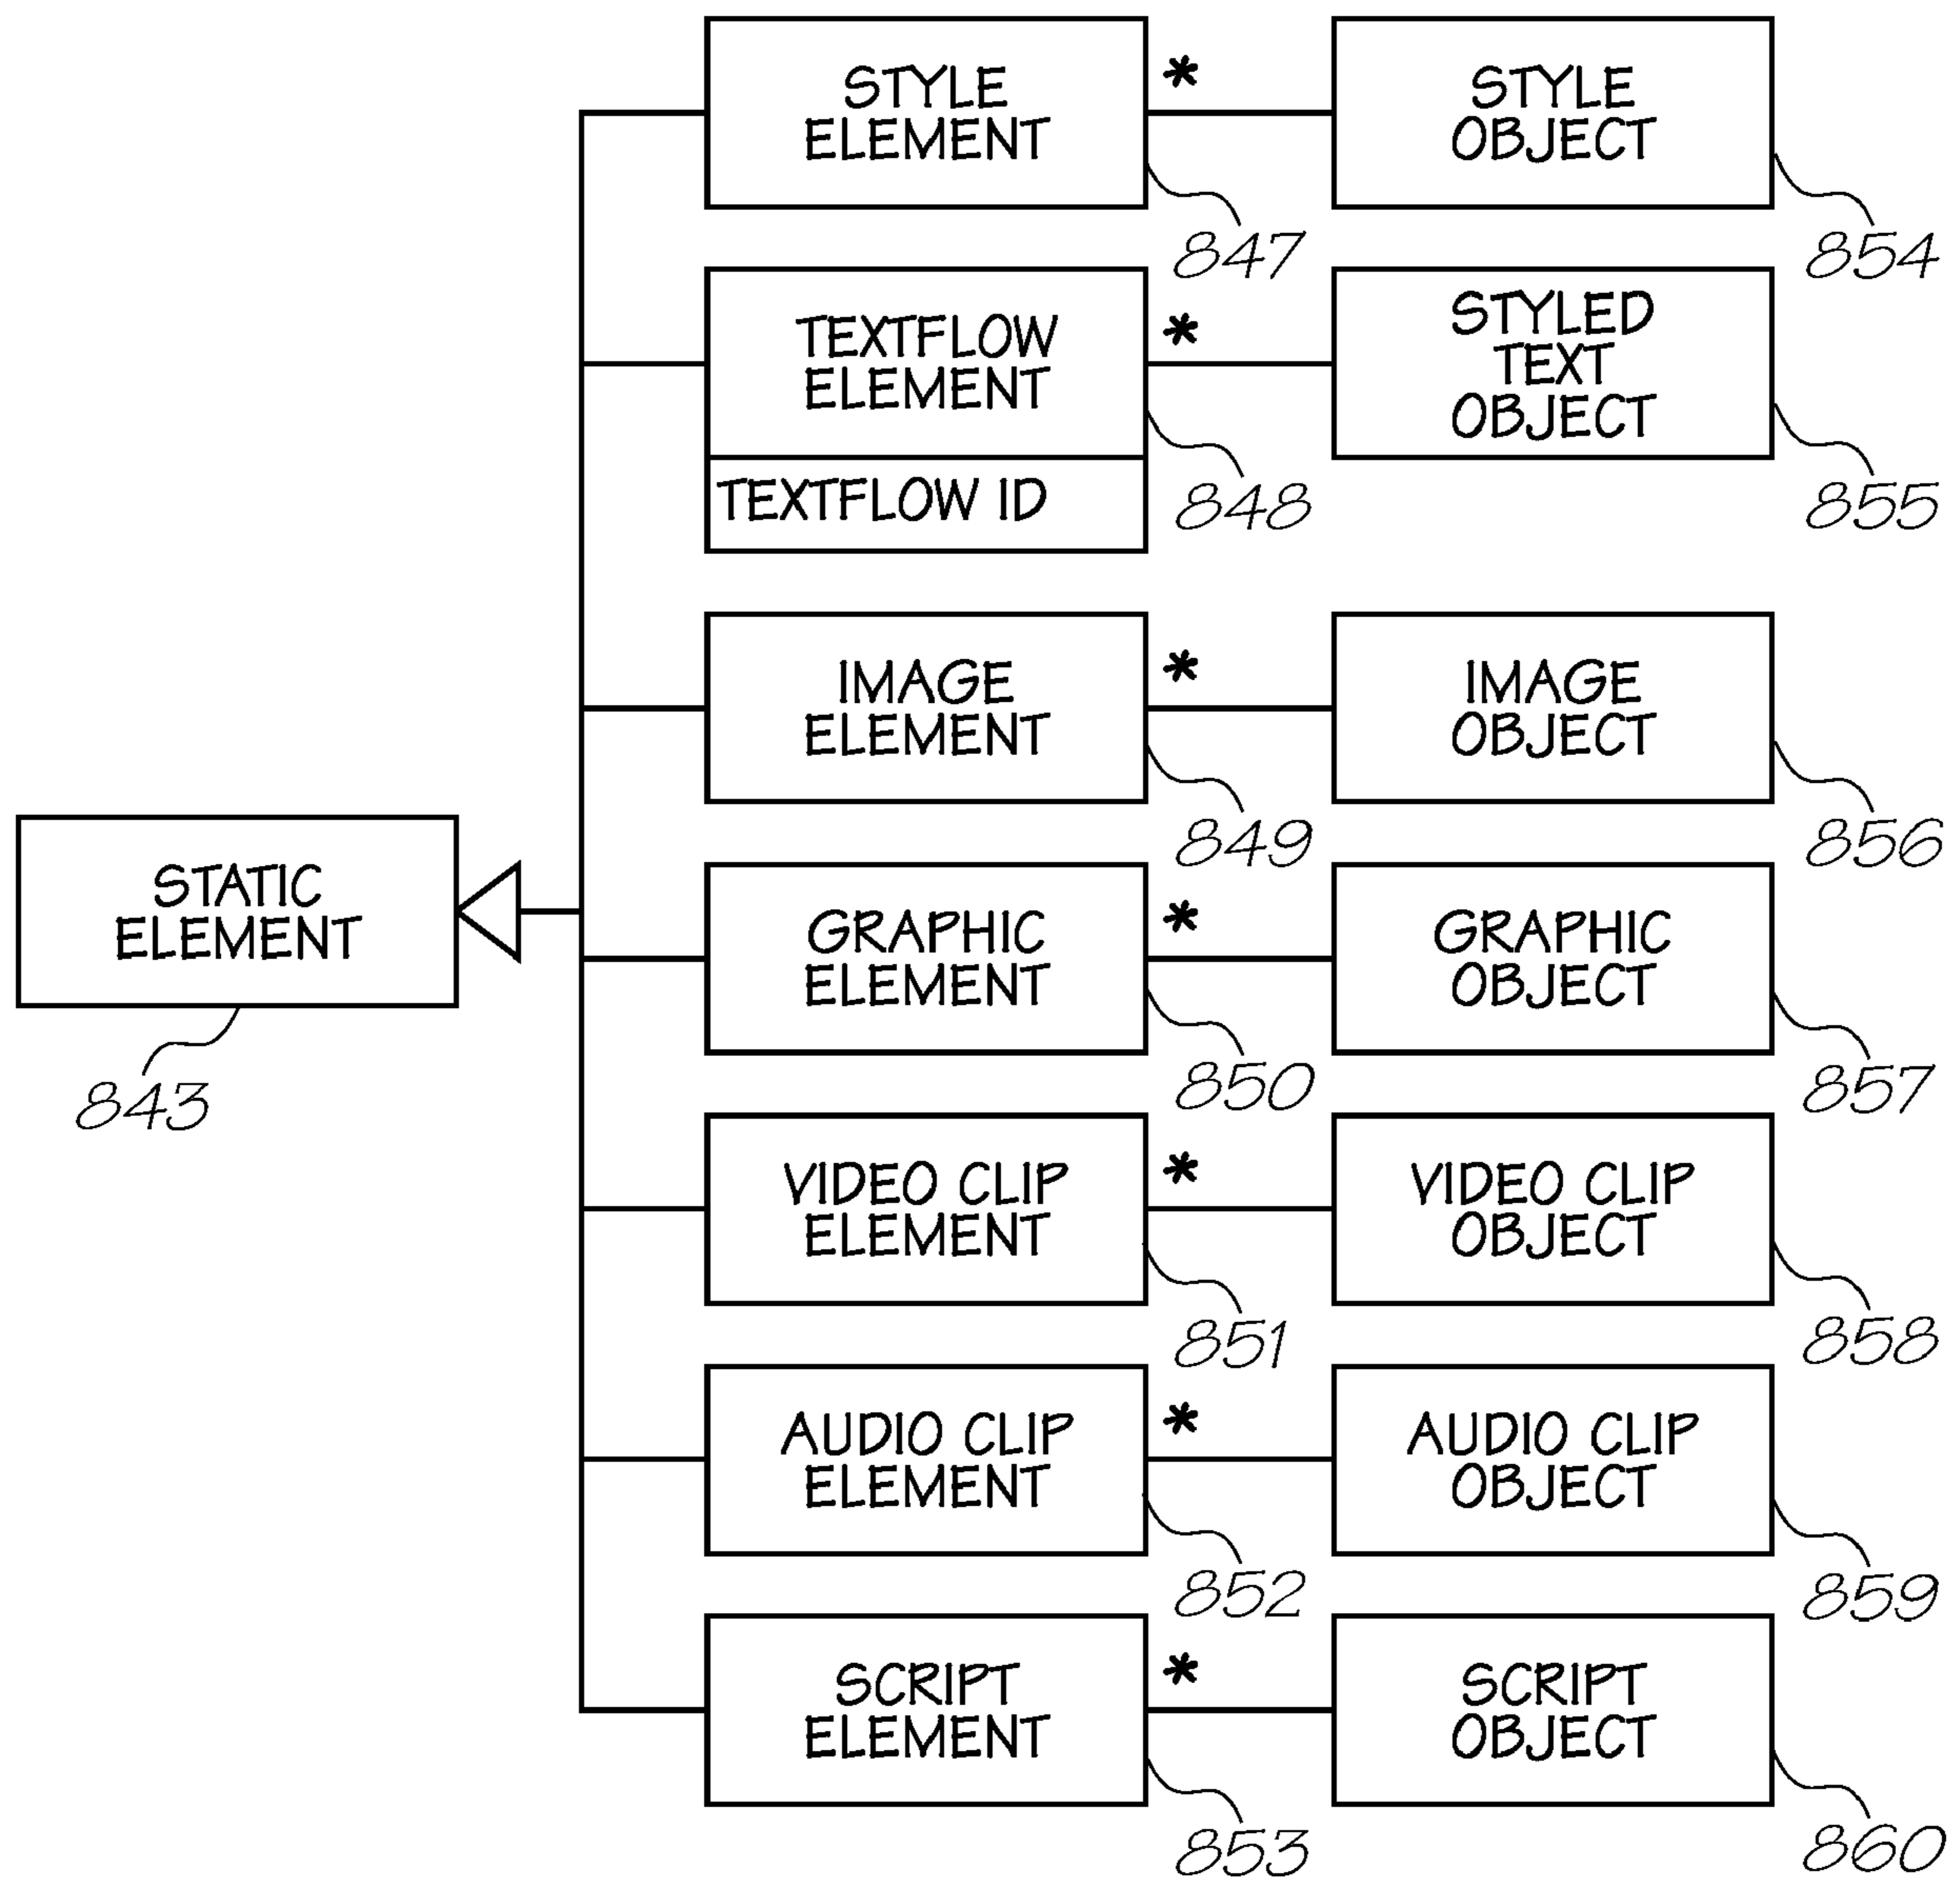 STYLE
ELEMENT
*
STYLE
OBJECT
847
854
TEXTFLOW
ELEMENT
TEXTFLOW ID
*
STYLED
TEXT
OBJECT
848
855
IMAGE
ELEMENT
*
IMAGE
OBJECT
849
856
STATIC
ELEMENT
843
GRAPHIC
ELEMENT
*
GRAPHIC
OBJECT
850
857
VIDEO CLIP
ELEMENT
*
VIDEO CLIP
OBJECT
851
858
AUDIO CLIP
ELEMENT
*
AUDIO CLIP
OBJECT
852
859
SCRIPT
ELEMENT
*
SCRIPT
OBJECT
853
860